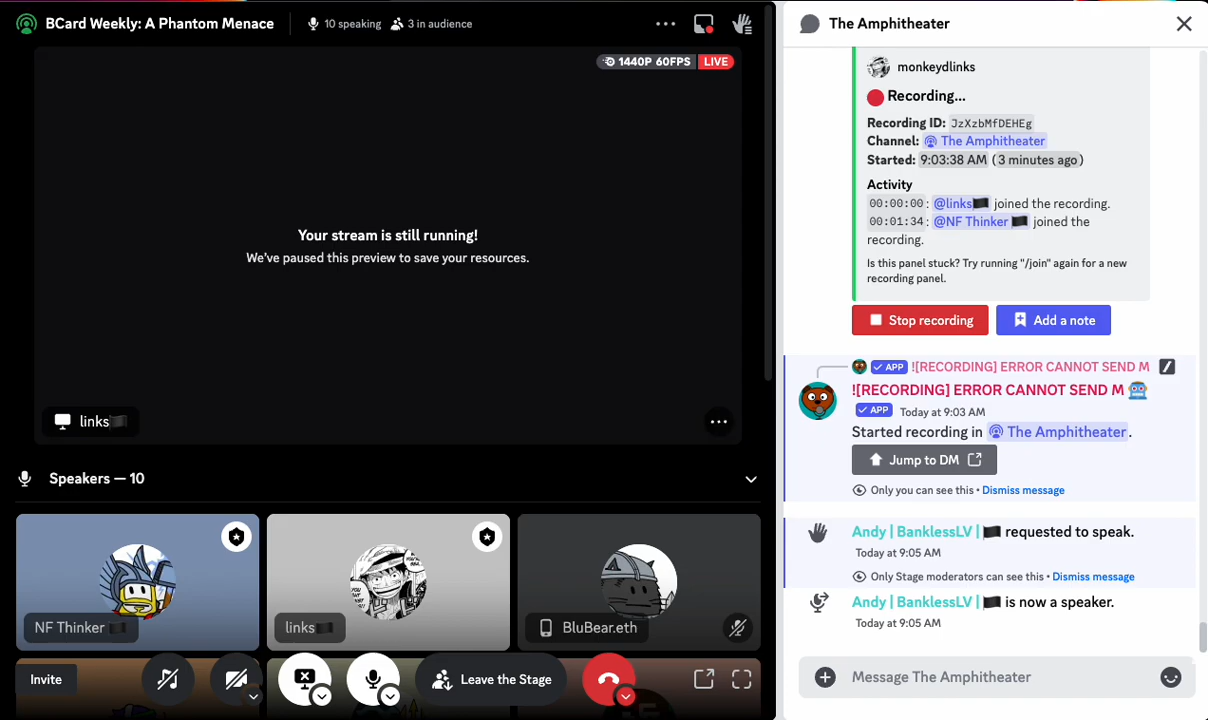 BCard Weekly: A Phantom Menace
10 speaking
3 in audience
1440P 60FPS
LIVE
Your stream is still running!
We've paused this preview to save your resources.
links
Speakers — 10
NF Thinker
links
BluBear.eth
Invite
Leave the Stage
The Amphitheater
monkeydlinks
Recording...
Recording ID: JzXzbMfDEHEg
Channel: The Amphitheater
Started: 9:03:38 AM (3 minutes ago)
Activity
00:00:00: @links🏴 joined the recording.
00:01:34: @NF Thinker 🏴 joined the
recording.
Is this panel stuck? Try running "/join" again for a new
recording panel.
Stop recording
Add a note
APP ![RECORDING] ERROR CANNOT SEND M
![RECORDING] ERROR CANNOT SEND M
APP Today at 9:03 AM
Started recording in The Amphitheater.
Jump to DM
Only you can see this • Dismiss message
Andy | BanklessLV | 🏴 requested to speak.
Today at 9:05 AM
Only Stage moderators can see this • Dismiss message
Andy | BanklessLV | 🏴 is now a speaker.
Today at 9:05 AM
Message The Amphitheater